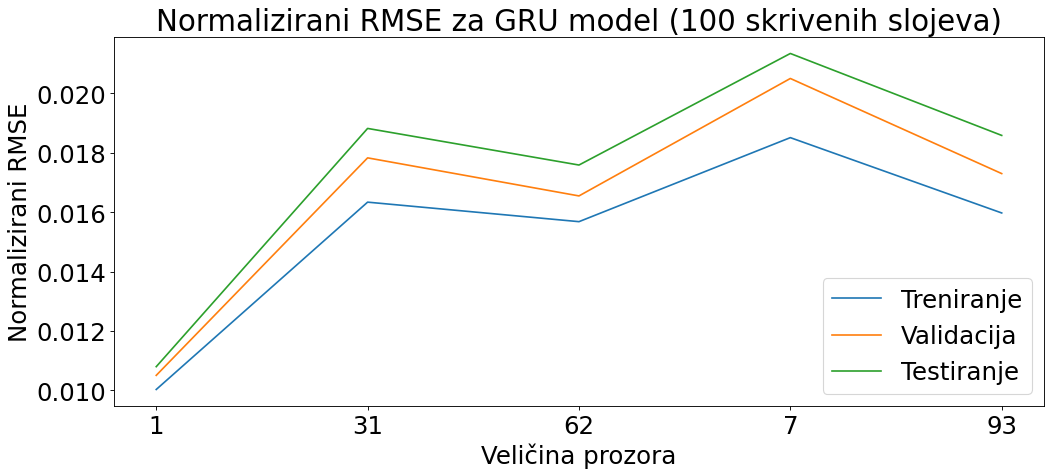 Normalizirani RMSE za GRU model (100 skrivenih slojeva)
Normalizirani RMSE
0.020
0.018
0.016
0.014
0.012
0.010
Treniranje
Validacija
Testiranje
1 31 62 7 93
Veličina prozora